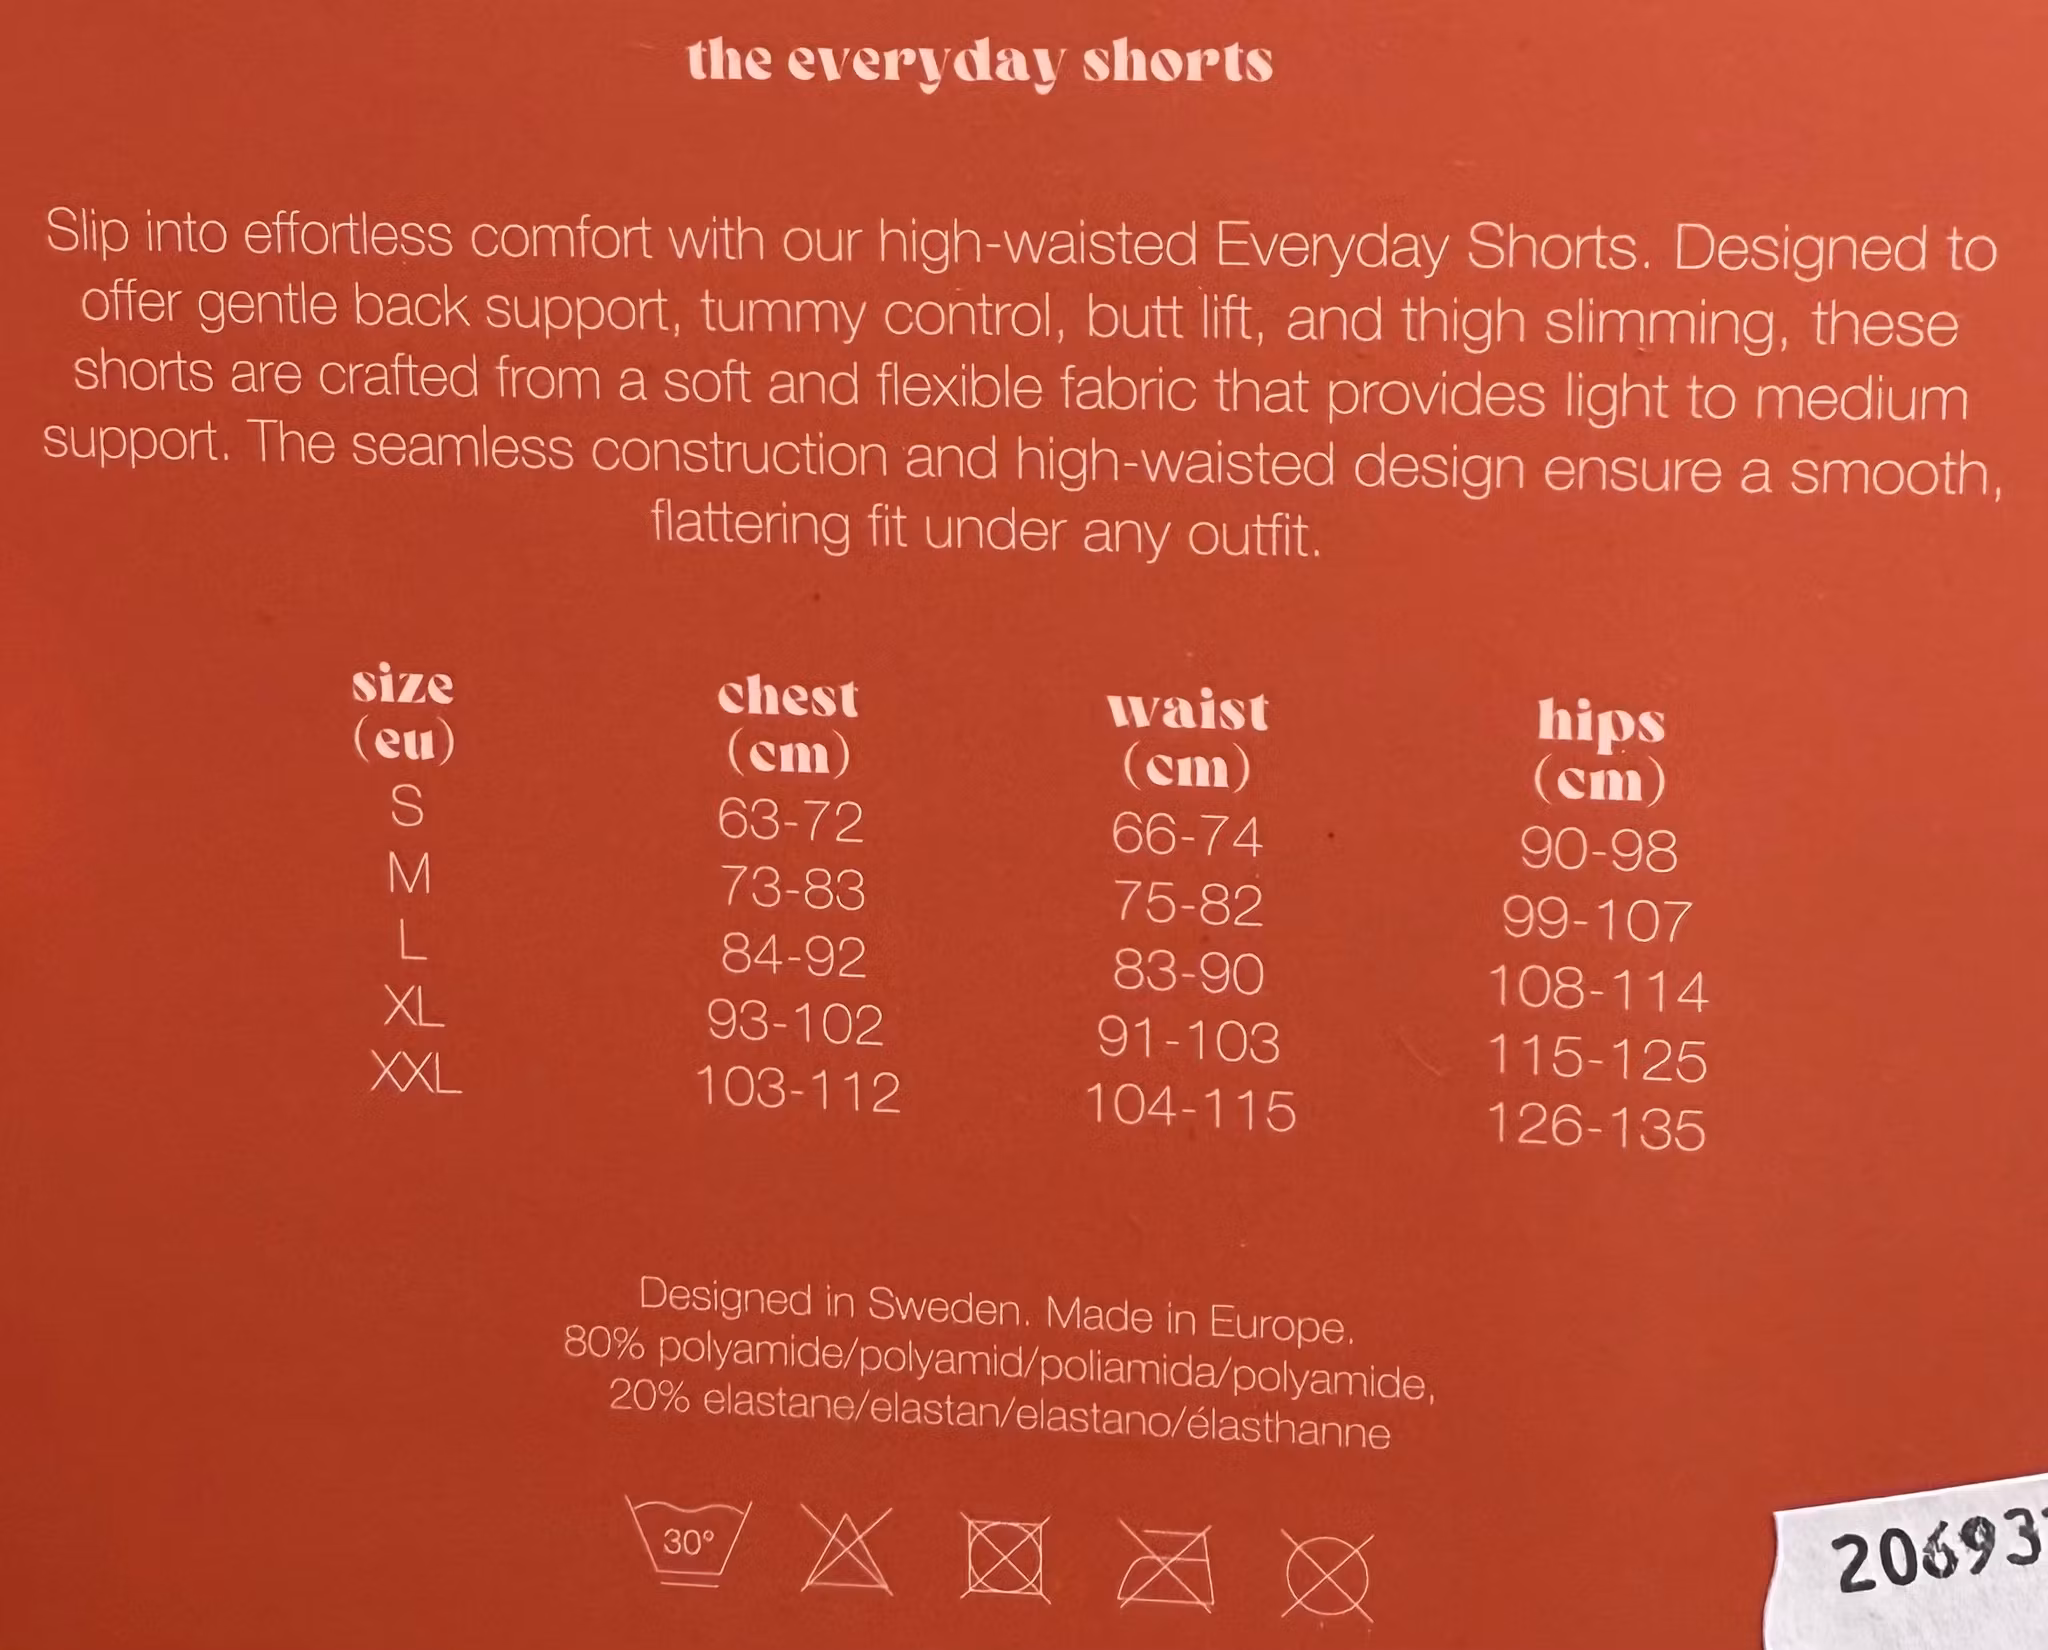 the everyday shorts
Slip into effortless comfort with our high-waisted Everyday Shorts. Designed to
offer gentle back support, tummy control, butt lift, and thigh slimming, these
shorts are crafted from a soft and flexible fabric that provides light to medium
support. The seamless construction and high-waisted design ensure a smooth,
flattering fit under any outfit.
size (eu) chest (cm) waist (cm) hips (cm)
S 63-72 66-74 90-98
M 73-83 75-82 99-107
L 84-92 83-90 108-114
XL 93-102 91-103 115-125
XXL 103-112 104-115 126-135
Designed in Sweden. Made in Europe.
80% polyamide/polyamid/poliamida/polyamide,
20% elastane/elastan/elastano/élasthanne
30°
20693